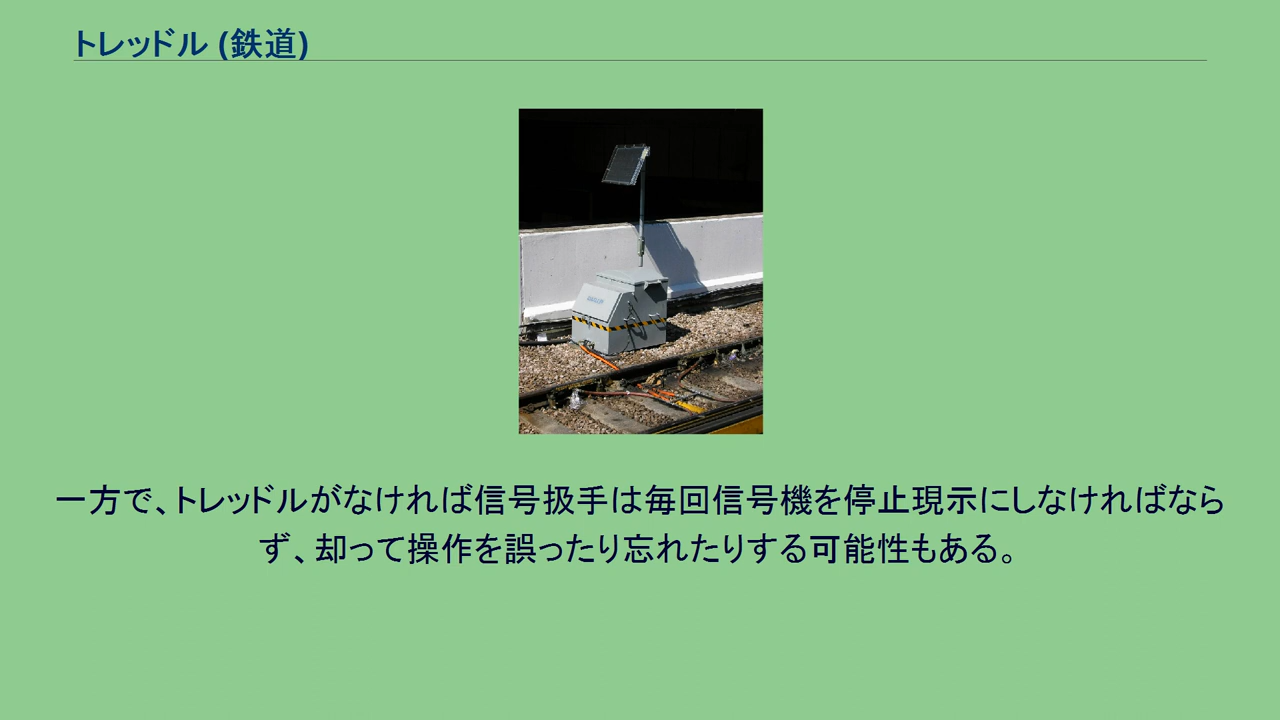 トレッドル (鉄道)
一方で、トレッドルがなければ信号扱手は毎回信号機を停止現示にしなければなら
ず、却って操作を誤ったり忘れたりする可能性もある。